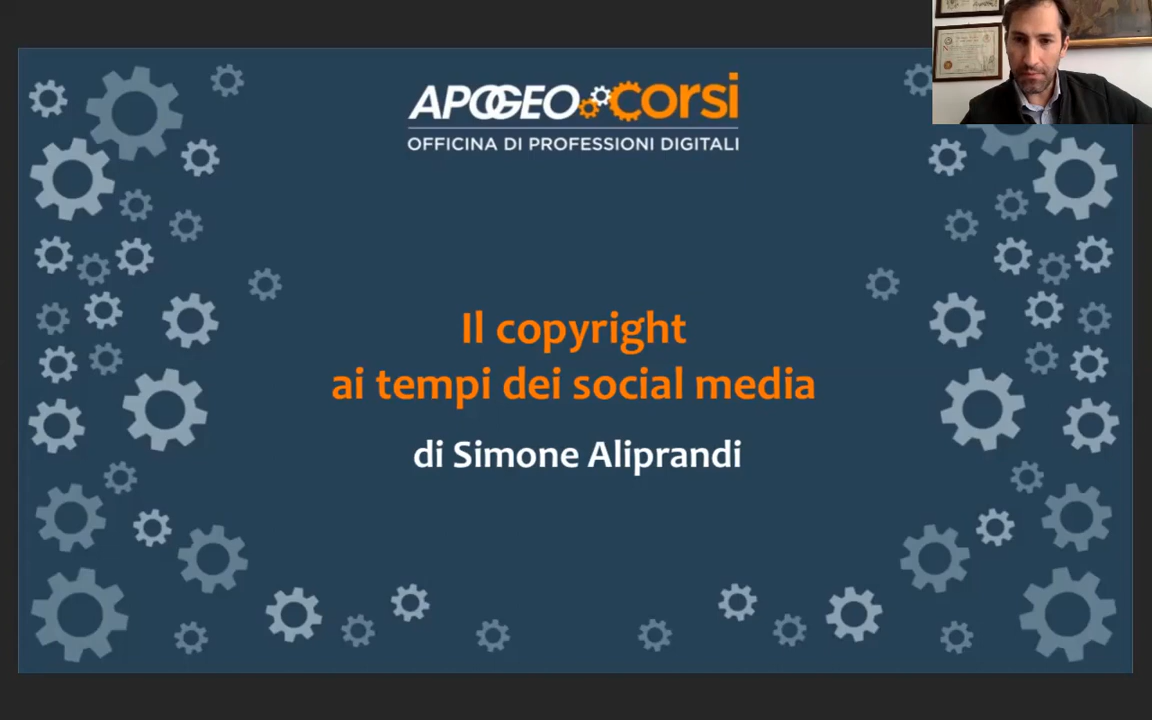 APOGEO CORSI
OFFICINA DI PROFESSIONI DIGITALI
Il copyright
ai tempi dei social media
di Simone Aliprandi